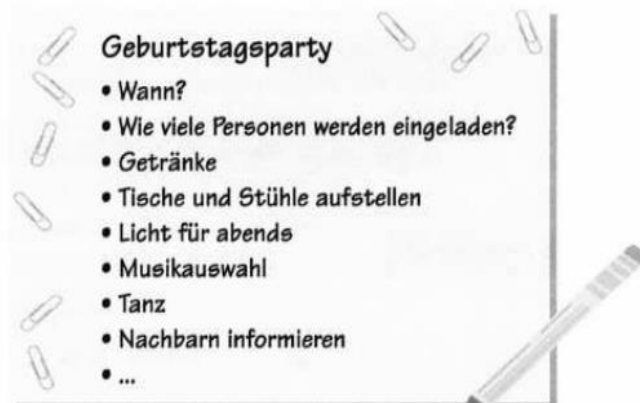 Geburtstagsparty
• Wann?
• Wie viele Personen werden eingeladen?
• Getränke
• Tische und Stühle aufstellen
• Licht für abends
• Musikauswahl
• Tanz
• Nachbarn informieren
• ...